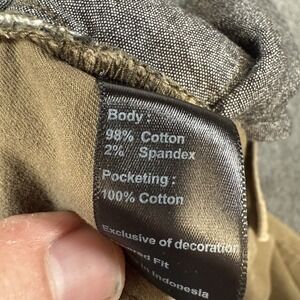 Body :
98% Cotton
2% Spandex
Pocketing :
100% Cotton
Exclusive of decoration
Fit
Indonesia